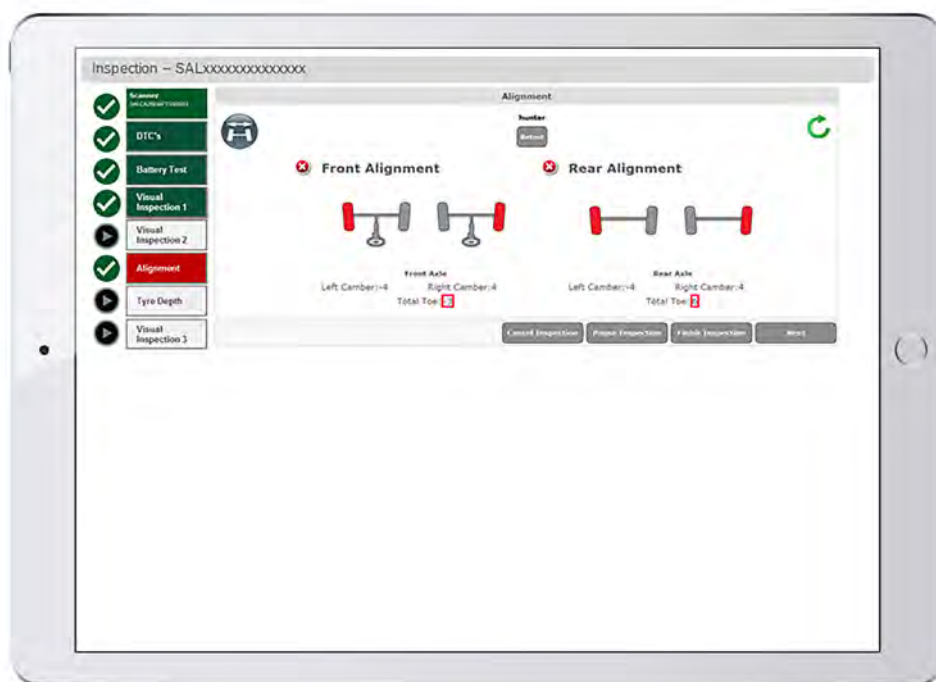 Inspection – SALxxxxxxxxxxxxxx
Scanner
DTC's
Battery Test
Visual
Inspection 1
Visual
Inspection 2
Alignment
Tyre Depth
Visual
Inspection 3
Alignment
hunter
Front Alignment
Rear Alignment
Front Axle
Left Camber:-4 Right Camber:4
Total Toe:
Rear Axle
Left Camber:-4 Right Camber:4
Total Toe:
Cancel Inspection
Pause Inspection
Finish Inspection
Next